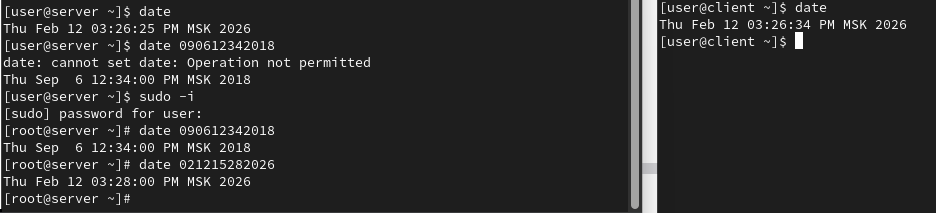 [user@server ~]$ date
Thu Feb 12 03:26:25 PM MSK 2026
[user@server ~]$ date 090612342018
date: cannot set date: Operation not permitted
Thu Sep  6 12:34:00 PM MSK 2018
[user@server ~]$ sudo -i
[sudo] password for user:
[root@server ~]# date 090612342018
Thu Sep  6 12:34:00 PM MSK 2018
[root@server ~]# date 021215282026
Thu Feb 12 03:28:00 PM MSK 2026
[root@server ~]#
[user@client ~]$ date
Thu Feb 12 03:26:34 PM MSK 2026
[user@client ~]$